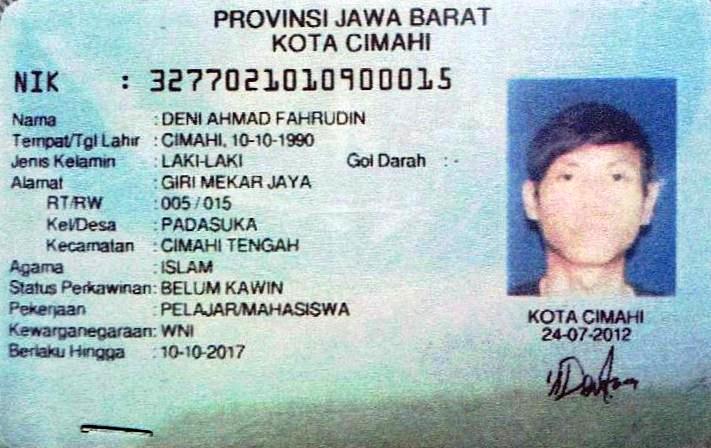 PROVINSI JAWA BARAT
KOTA CIMAHI
NIK : 3277021010900015
Nama : DENI AHMAD FAHRUDIN
Tempat/Tgl Lahir : CIMAHI, 10-10-1990
Jenis Kelamin : LAKI-LAKI Gol Darah : -
Alamat : GIRI MEKAR JAYA
RT/RW : 005 / 015
Kel/Desa : PADASUKA
Kecamatan : CIMAHI TENGAH
Agama : ISLAM
Status Perkawinan: BELUM KAWIN
Pekerjaan : PELAJAR/MAHASISWA
Kewarganegaraan: WNI
Berlaku Hingga : 10-10-2017
KOTA CIMAHI
24-07-2012